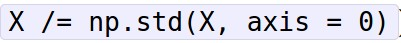 X /= np.std(X, axis = 0)